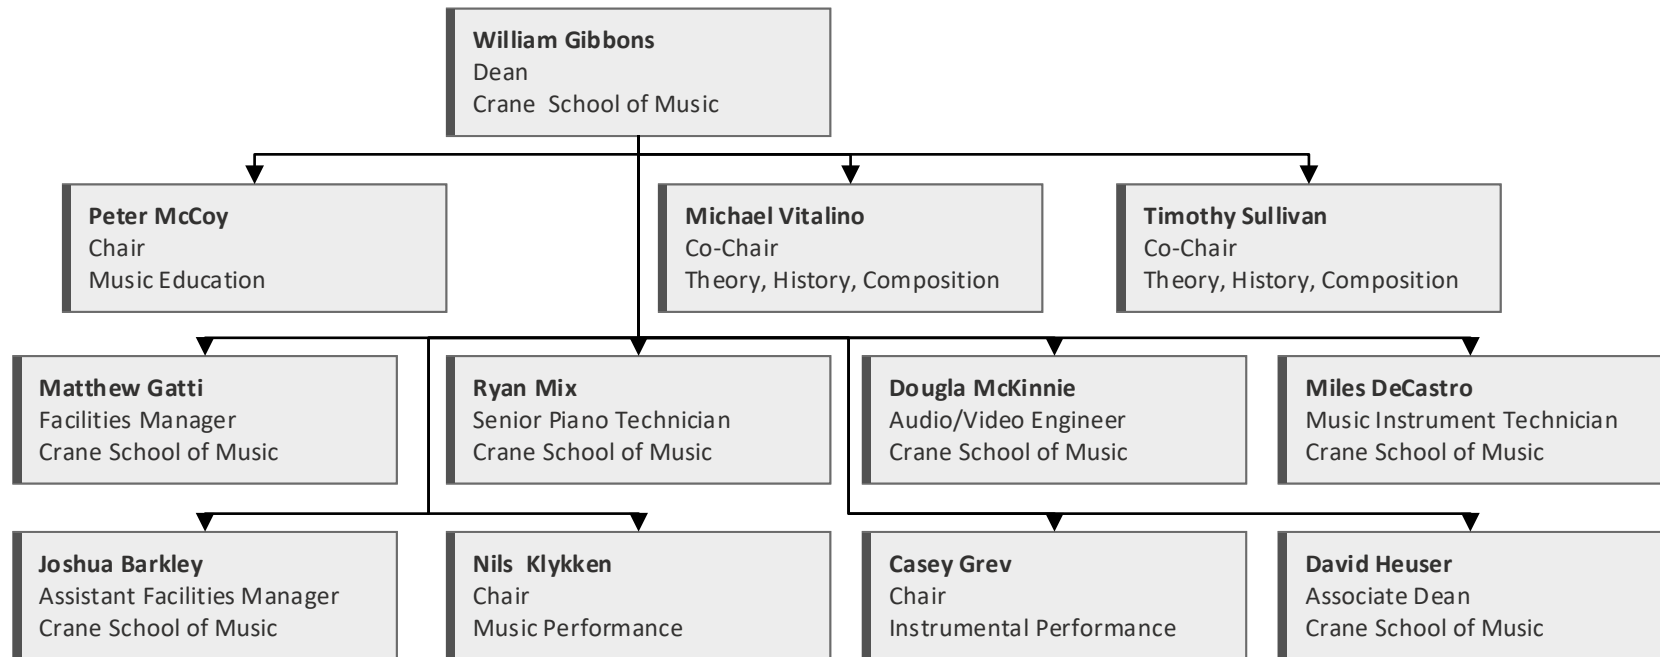 William Gibbons
Dean
Crane  School of Music
Peter McCoy
Chair
Music Education
Michael Vitalino
Co-Chair
Theory, History, Composition
Timothy Sullivan
Co-Chair
Theory, History, Composition
Matthew Gatti
Facilities Manager
Crane School of Music
Ryan Mix
Senior Piano Technician
Crane School of Music
Dougla McKinnie
Audio/Video Engineer
Crane School of Music
Miles DeCastro
Music Instrument Technician
Crane School of Music
Joshua Barkley
Assistant Facilities Manager
Crane School of Music
Nils  Klykken
Chair
Music Performance
Casey Grev
Chair
Instrumental Performance
David Heuser
Associate Dean
Crane School of Music